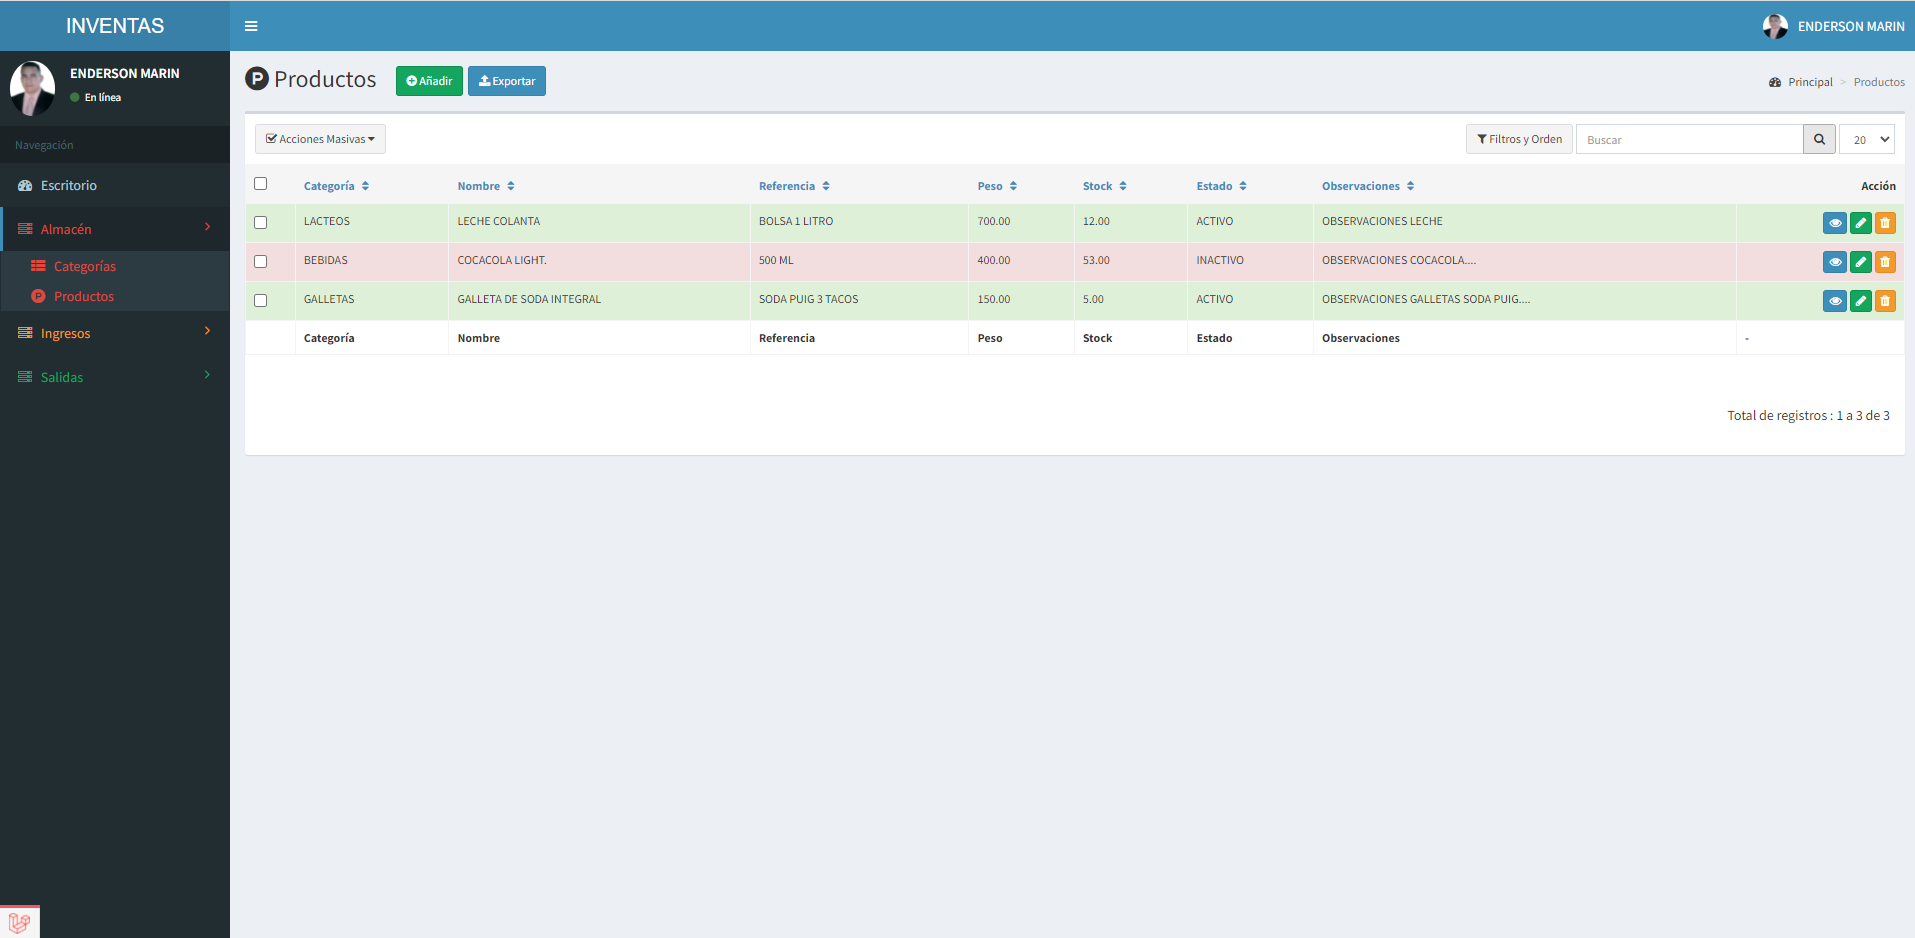 INVENTAS
ENDERSON MARIN
ENDERSON MARIN
En línea
Navegación
Escritorio
Almacén
Categorías
Productos
Ingresos
Salidas
Productos
Añadir
Exportar
Principal > Productos
Acciones Masivas
Filtros y Orden
Buscar
20
Categoría Nombre Referencia Peso Stock Estado Observaciones Acción
LACTEOS LECHE COLANTA BOLSA 1 LITRO 700.00 12.00 ACTIVO OBSERVACIONES LECHE
BEBIDAS COCACOLA LIGHT. 500 ML 400.00 53.00 INACTIVO OBSERVACIONES COCACOLA....
GALLETAS GALLETA DE SODA INTEGRAL SODA PUIG 3 TACOS 150.00 5.00 ACTIVO OBSERVACIONES GALLETAS SODA PUIG....
Categoría Nombre Referencia Peso Stock Estado Observaciones -
Total de registros : 1 a 3 de 3